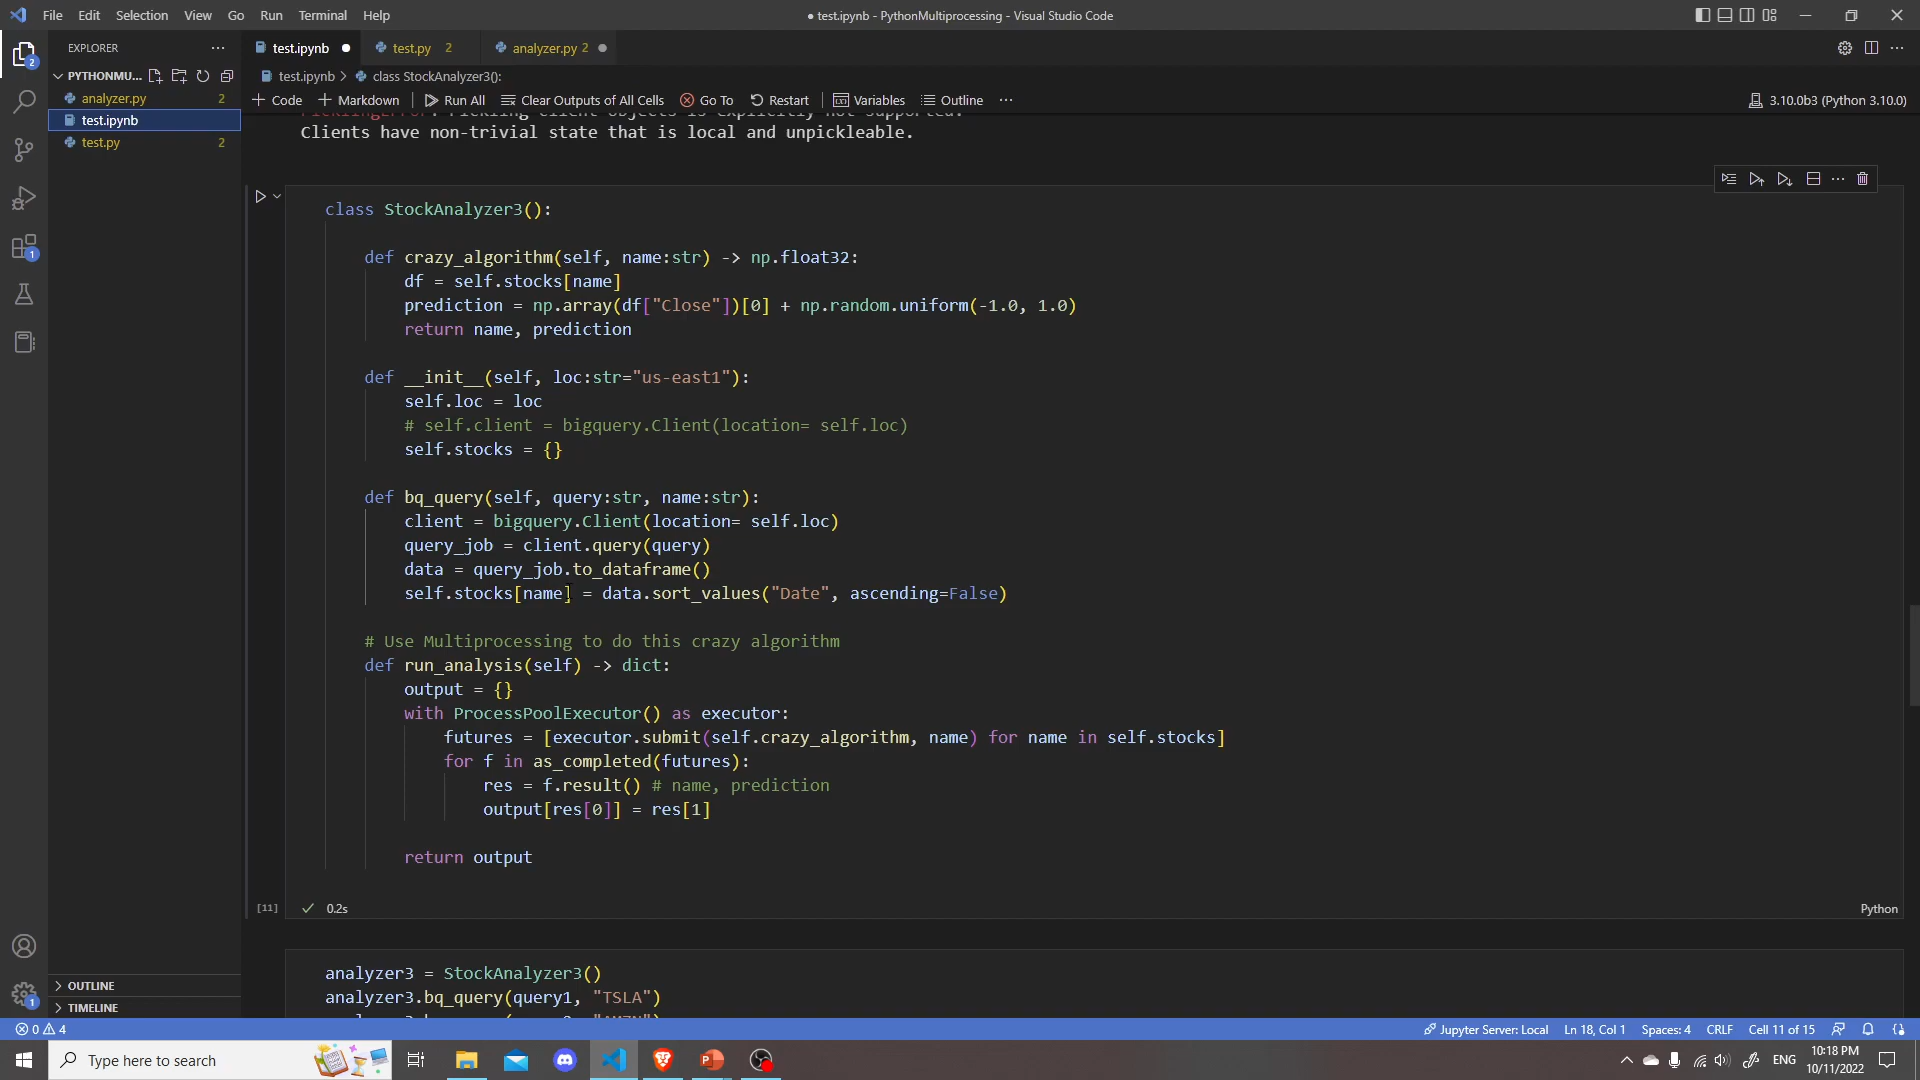 File Edit Selection View Go Run Terminal Help
● test.ipynb - PythonMultiprocessing - Visual Studio Code
EXPLORER
test.ipynb
test.py 2
analyzer.py 2
PYTHONMU...
analyzer.py 2
test.ipynb
test.py 2
test.ipynb > class StockAnalyzer3():
+ Code + Markdown Run All Clear Outputs of All Cells Go To Restart Variables Outline ...
3.10.0b3 (Python 3.10.0)
PicklingError: Pickling client objects is explicitly not supported.
Clients have non-trivial state that is local and unpickleable.
class StockAnalyzer3():
def crazy_algorithm(self, name:str) -> np.float32:
df = self.stocks[name]
prediction = np.array(df["Close"])[0] + np.random.uniform(-1.0, 1.0)
return name, prediction
def __init__(self, loc:str="us-east1"):
self.loc = loc
# self.client = bigquery.Client(location= self.loc)
self.stocks = {}
def bq_query(self, query:str, name:str):
client = bigquery.Client(location= self.loc)
query_job = client.query(query)
data = query_job.to_dataframe()
self.stocks[name] = data.sort_values("Date", ascending=False)
# Use Multiprocessing to do this crazy algorithm
def run_analysis(self) -> dict:
output = {}
with ProcessPoolExecutor() as executor:
futures = [executor.submit(self.crazy_algorithm, name) for name in self.stocks]
for f in as_completed(futures):
res = f.result() # name, prediction
output[res[0]] = res[1]
return output
[11] ✓ 0.2s
Python
analyzer3 = StockAnalyzer3()
analyzer3.bq_query(query1, "TSLA")
OUTLINE
TIMELINE
0 4
Jupyter Server: Local Ln 18, Col 1 Spaces: 4 CRLF Cell 11 of 15
Type here to search
ENG
10:18 PM
10/11/2022
2
1
1